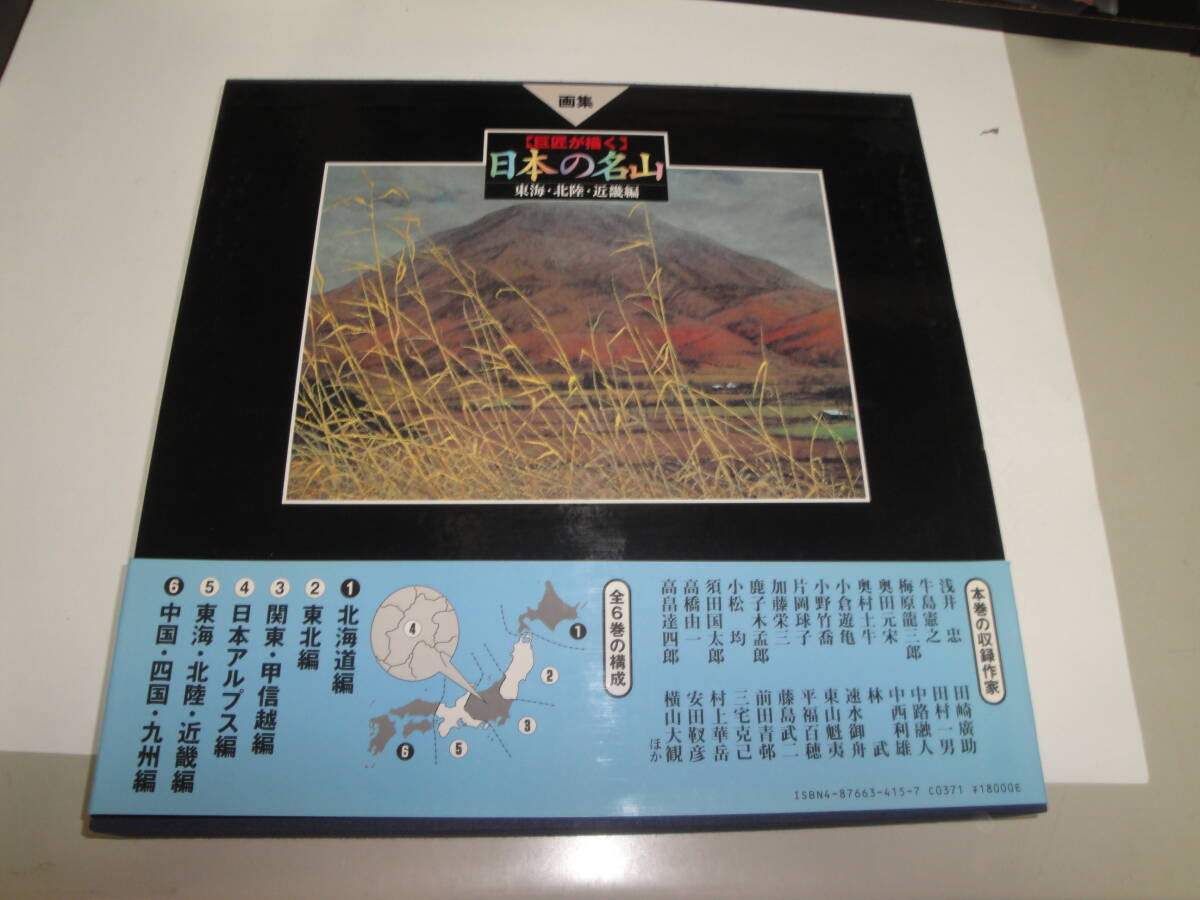 画集
【巨匠が描く】
日本の名山
東海・北陸・近畿編
本巻の収録作家
浅井 忠
牛島憲之
梅原龍三郎
奥田元宋
奥村土牛
小倉遊亀
小野竹喬
片岡球子
加藤栄三
鹿子木孟郎
小松 均
須田国太郎
高橋由一
高畠達四郎
田崎廣助
田村一男
中路融人
中西利雄
林 武
速水御舟
東山魁夷
平福百穂
藤島武二
前田青邨
三宅克己
村上華岳
安田靫彦
横山大観
ほか
全6巻の構成
1
2
3
4
5
6
❶北海道編
②東北編
③関東・甲信越編
④日本アルプス編
⑤東海・北陸・近畿編
❻中国・四国・九州編
ISBN4-87663-415-7 C0371 ¥18000E